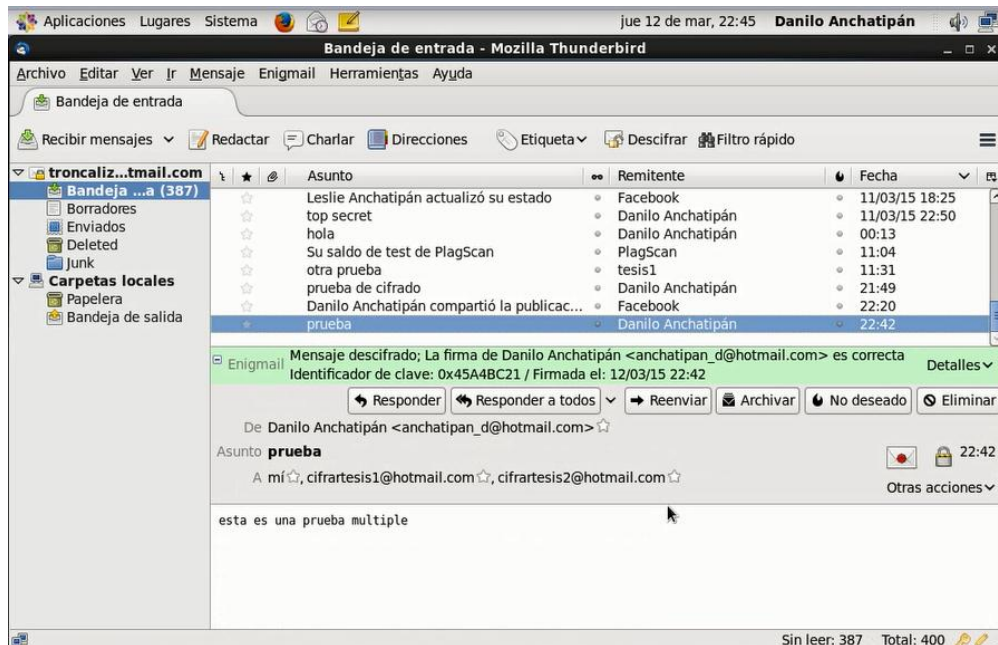 Aplicaciones Lugares Sistema jue 12 de mar, 22:45 Danilo Anchatipán
Bandeja de entrada - Mozilla Thunderbird
Archivo Editar Ver Ir Mensaje Enigmail Herramientas Ayuda
Bandeja de entrada
Recibir mensajes Redactar Charlar Direcciones Etiqueta Descifrar Filtro rápido
troncaliz...tmail.com
Bandeja ...a (387)
Borradores
Enviados
Deleted
Junk
Carpetas locales
Papelera
Bandeja de salida
Asunto Remitente Fecha
Leslie Anchatipán actualizó su estado Facebook 11/03/15 18:25
top secret Danilo Anchatipán 11/03/15 22:50
hola Danilo Anchatipán 00:13
Su saldo de test de PlagScan PlagScan 11:04
otra prueba tesis1 11:31
prueba de cifrado Danilo Anchatipán 21:49
Danilo Anchatipán compartió la publicac... Facebook 22:20
prueba Danilo Anchatipán 22:42
Enigmail Mensaje descifrado; La firma de Danilo Anchatipán <anchatipan_d@hotmail.com> es correcta Detalles
Identificador de clave: 0x45A4BC21 / Firmada el: 12/03/15 22:42
Responder Responder a todos Reenviar Archivar No deseado Eliminar
De Danilo Anchatipán <anchatipan_d@hotmail.com>
Asunto prueba 22:42
A mí, cifrartesis1@hotmail.com, cifrartesis2@hotmail.com
Otras acciones
esta es una prueba multiple
Sin leer: 387 Total: 400